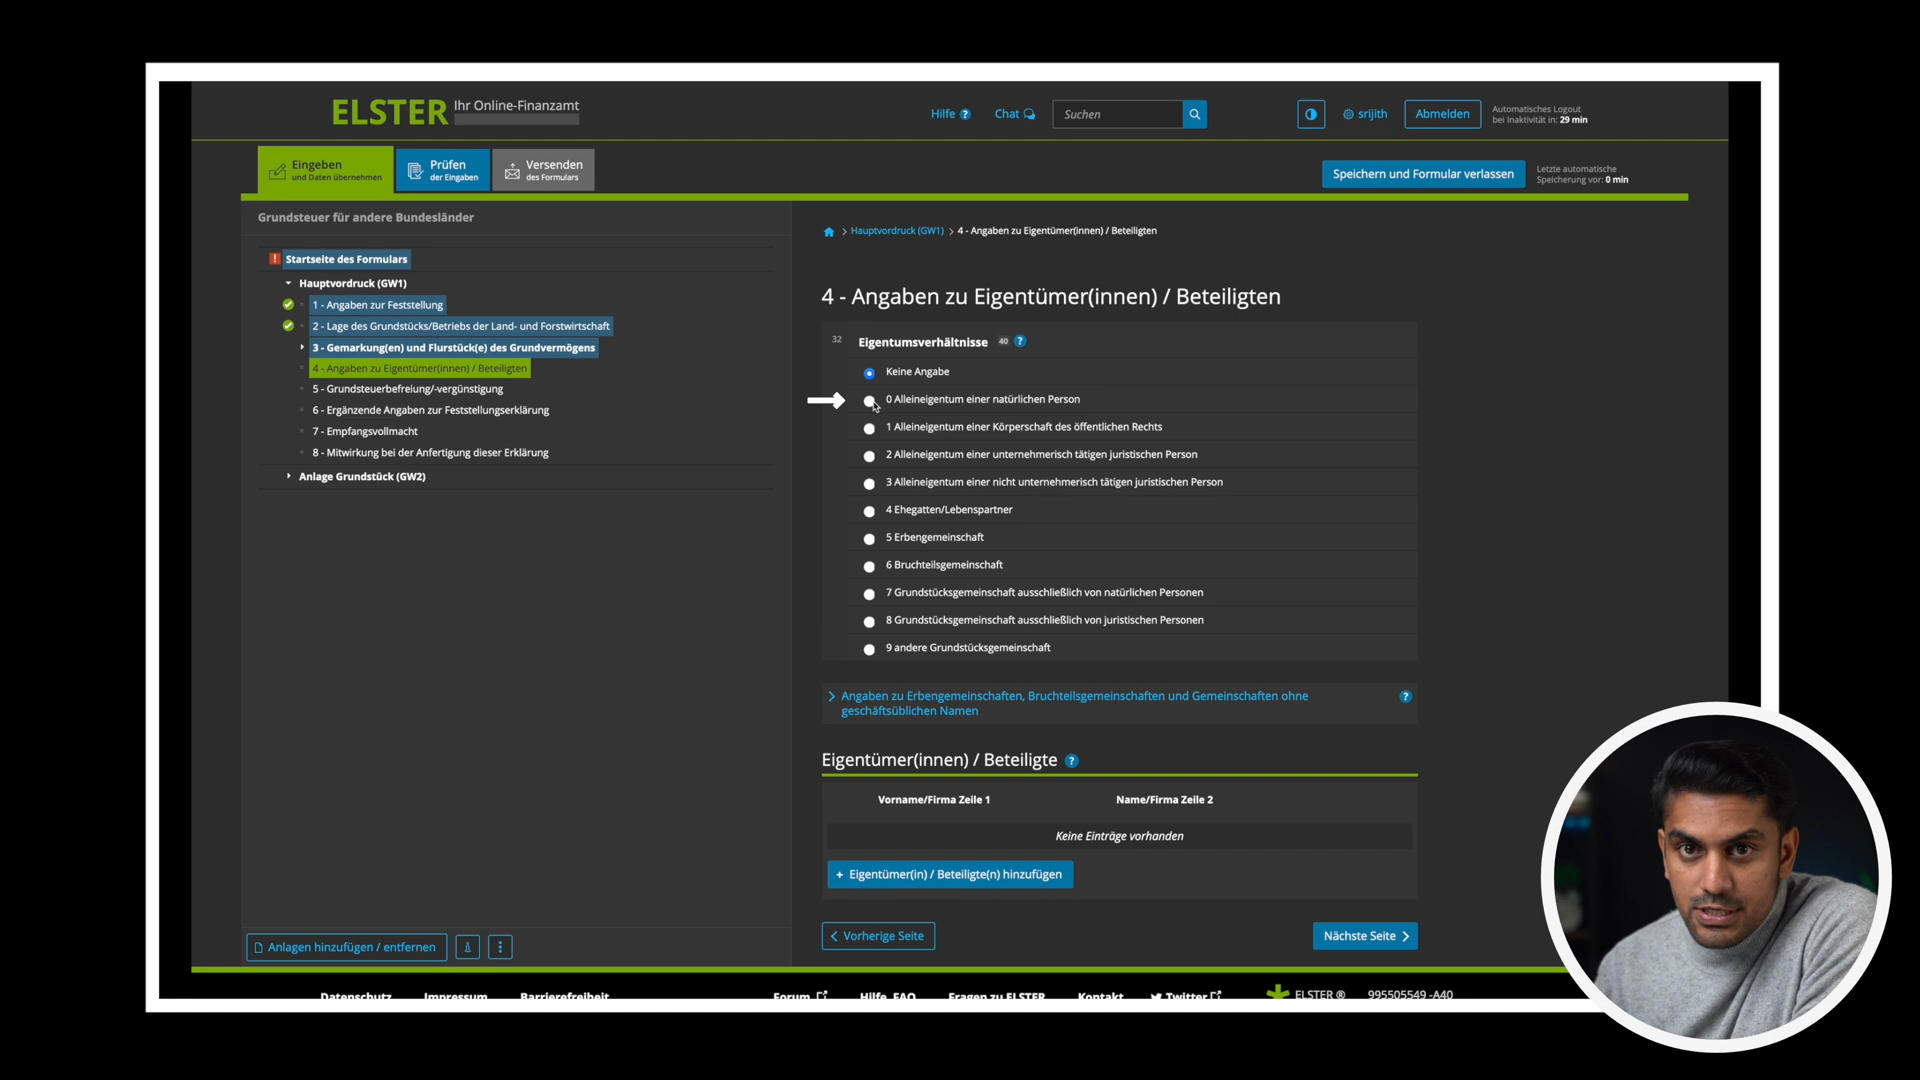 ELSTER Ihr Online-Finanzamt
Hilfe ?
Chat
Suchen
srijith
Abmelden
Automatisches Logout
bei Inaktivität in: 29 min
Eingeben
und Daten übernehmen
Prüfen
der Eingaben
Versenden
des Formulars
Speichern und Formular verlassen
Letzte automatische
Speicherung vor: 0 min
Grundsteuer für andere Bundesländer
! Startseite des Formulars
Hauptvordruck (GW1)
1 - Angaben zur Feststellung
2 - Lage des Grundstücks/Betriebs der Land- und Forstwirtschaft
3 - Gemarkung(en) und Flurstück(e) des Grundvermögens
4 - Angaben zu Eigentümer(innen) / Beteiligten
5 - Grundsteuerbefreiung/-vergünstigung
6 - Ergänzende Angaben zur Feststellungserklärung
7 - Empfangsvollmacht
8 - Mitwirkung bei der Anfertigung dieser Erklärung
Anlage Grundstück (GW2)
Anlagen hinzufügen / entfernen
Hauptvordruck (GW1) > 4 - Angaben zu Eigentümer(innen) / Beteiligten
4 - Angaben zu Eigentümer(innen) / Beteiligten
32 Eigentumsverhältnisse 40 ?
Keine Angabe
0 Alleineigentum einer natürlichen Person
1 Alleineigentum einer Körperschaft des öffentlichen Rechts
2 Alleineigentum einer unternehmerisch tätigen juristischen Person
3 Alleineigentum einer nicht unternehmerisch tätigen juristischen Person
4 Ehegatten/Lebenspartner
5 Erbengemeinschaft
6 Bruchteilsgemeinschaft
7 Grundstücksgemeinschaft ausschließlich von natürlichen Personen
8 Grundstücksgemeinschaft ausschließlich von juristischen Personen
9 andere Grundstücksgemeinschaft
Angaben zu Erbengemeinschaften, Bruchteilsgemeinschaften und Gemeinschaften ohne ?
geschäftsüblichen Namen
Eigentümer(innen) / Beteiligte ?
Vorname/Firma Zeile 1
Name/Firma Zeile 2
Keine Einträge vorhanden
+ Eigentümer(in) / Beteiligte(n) hinzufügen
Vorherige Seite
Nächste Seite
Datenschutz
Impressum
Barrierefreiheit
Forum
Hilfe, FAQ
Fragen zu ELSTER
Kontakt
Twitter
ELSTER ®
995505549 -A40